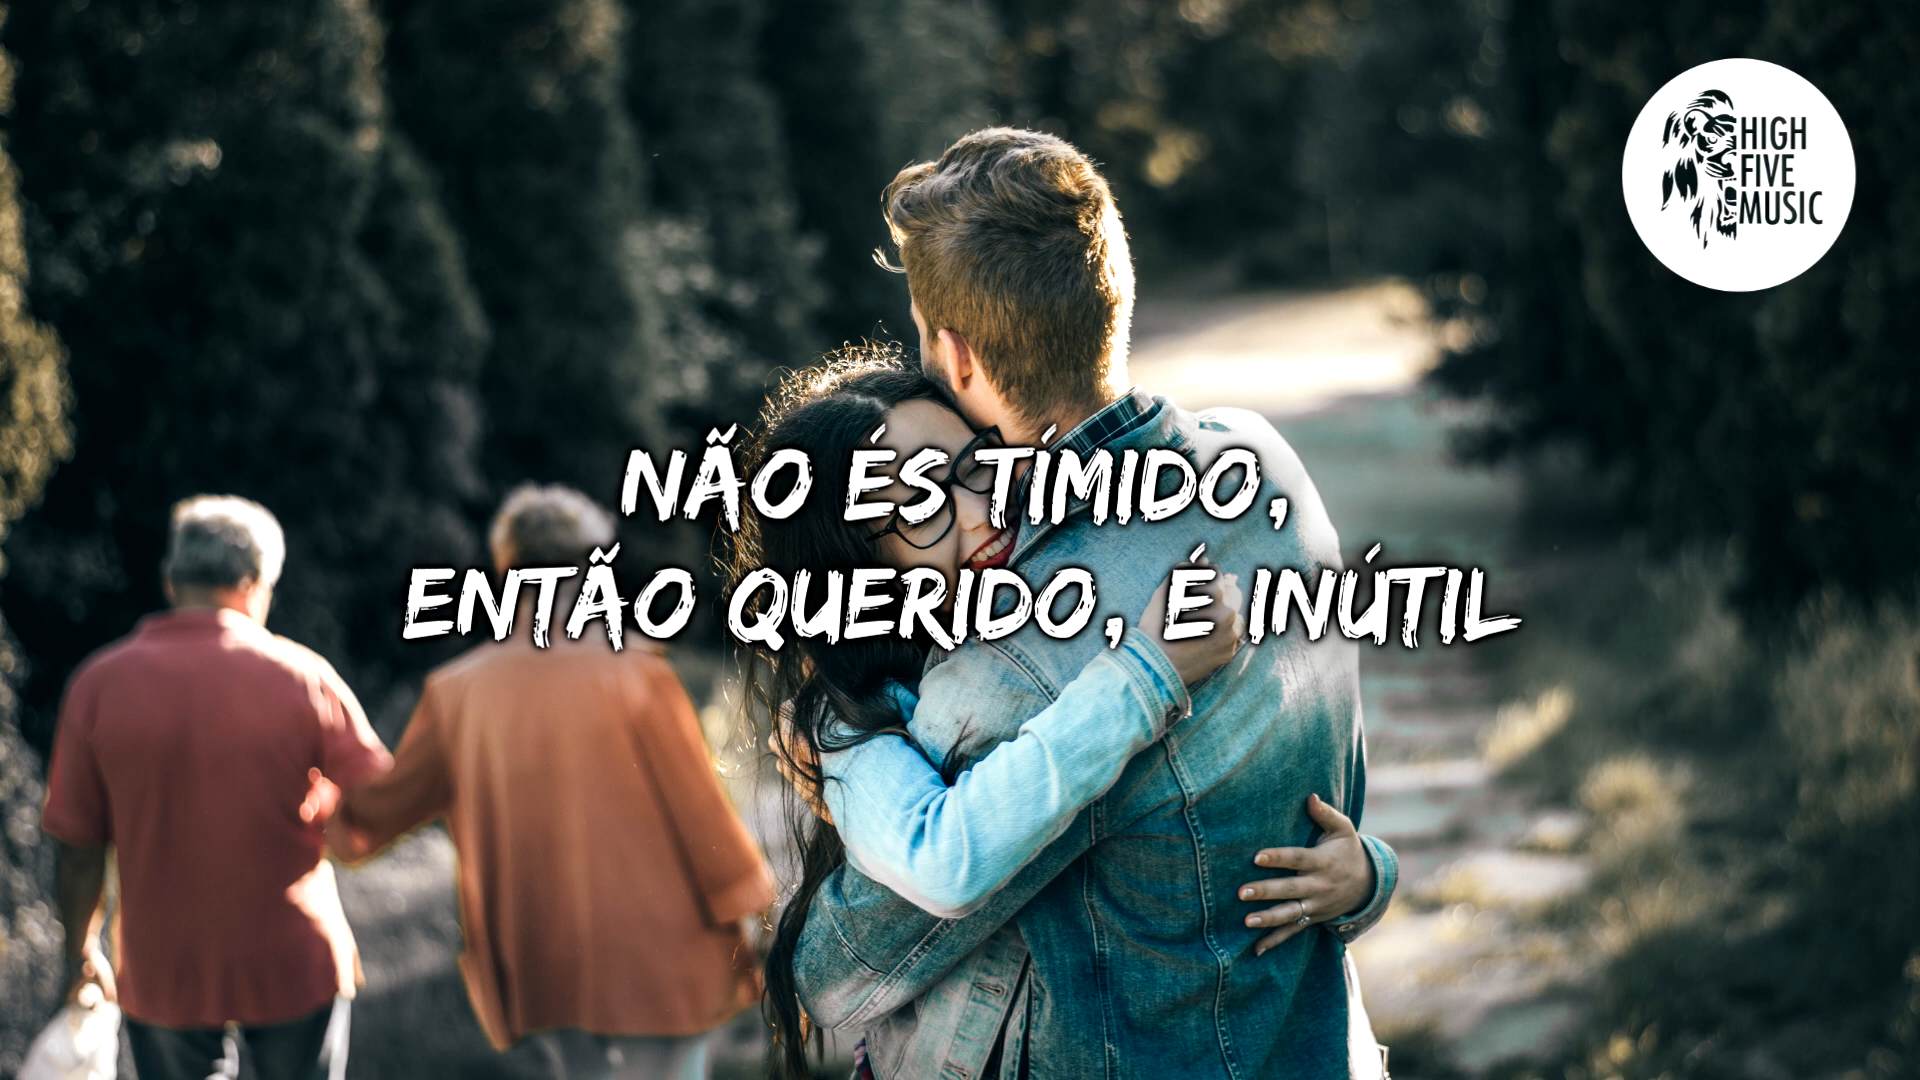 HIGH
FIVE
MUSIC
NÃO ÉS TÍMIDO,
ENTÃO QUERIDO, É INÚTIL